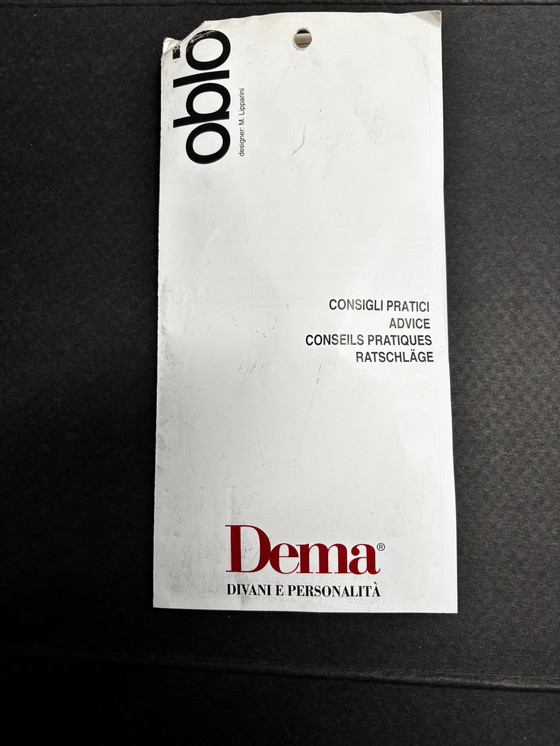 oblò
designer: M. Lipparini
CONSIGLI PRATICI
ADVICE
CONSEILS PRATIQUES
RATSCHLÄGE
Dema®
DIVANI E PERSONALITÀ